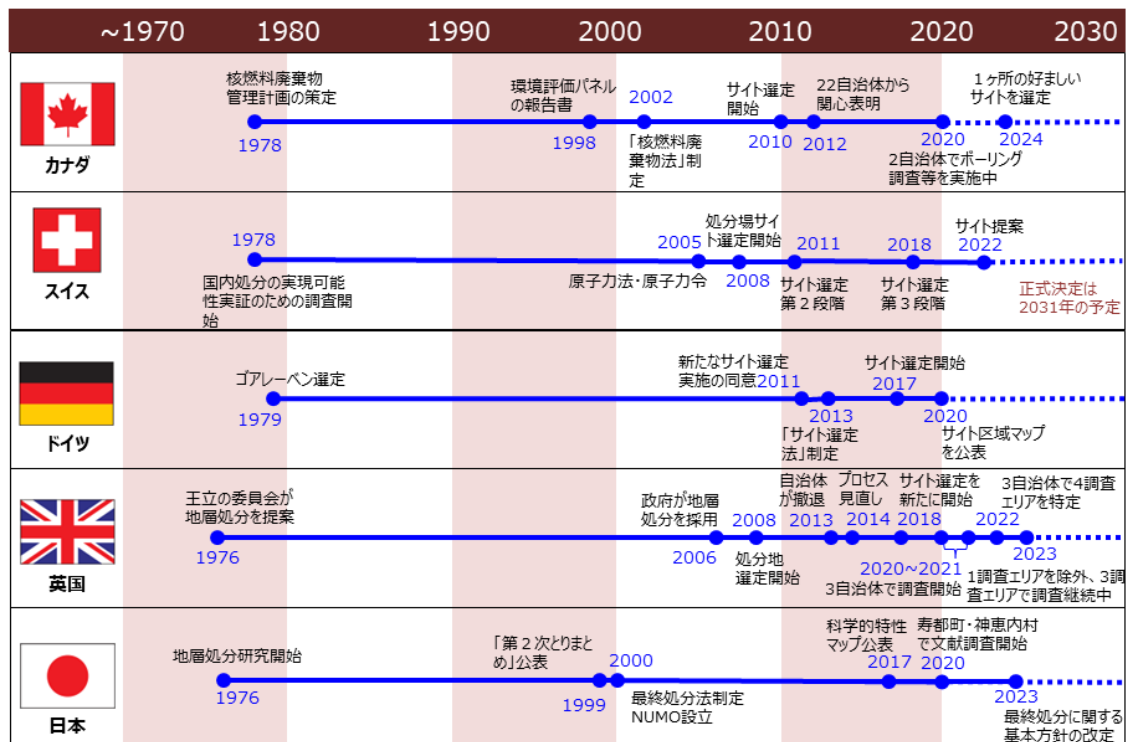 ~1970 1980 1990 2000 2010 2020 2030
カナダ
核燃料廃棄物
管理計画の策定
1978
環境評価パネル
の報告書
1998
2002
「核燃料廃
棄物法」制
定
サイト選定
開始
2010
22自治体から
関心表明
2012
2020
2自治体でボーリング
調査等を実施中
1ヶ所の好ましい
サイトを選定
2024
スイス
1978
国内処分の実現可能
性実証のための調査開
始
2005
原子力法・原子力令
処分場サイ
ト選定開始
2008
2011
サイト選定
第2段階
2018
サイト選定
第3段階
サイト提案
2022
正式決定は
2031年の予定
ドイツ
ゴアレーベン選定
1979
新たなサイト選定
実施の同意2011
2013
「サイト選定
法」制定
サイト選定開始
2017
2020
サイト区域マップ
を公表
英国
王立の委員会が
地層処分を提案
1976
政府が地層
処分を採用
2006
2008
処分地
選定開始
自治体
が撤退
2013
プロセス
見直し
2014
サイト選定を
新たに開始
2018
2020~2021
3自治体で調査開始
2022
1調査エリアを除外、3調
査エリアで調査継続中
3自治体で4調査
エリアを特定
2023
日本
地層処分研究開始
1976
「第2次とりまと
め」公表
1999
2000
最終処分法制定
NUMO設立
科学的特性
マップ公表
2017
寿都町・神恵内村
で文献調査開始
2020
2023
最終処分に関する
基本方針の改定